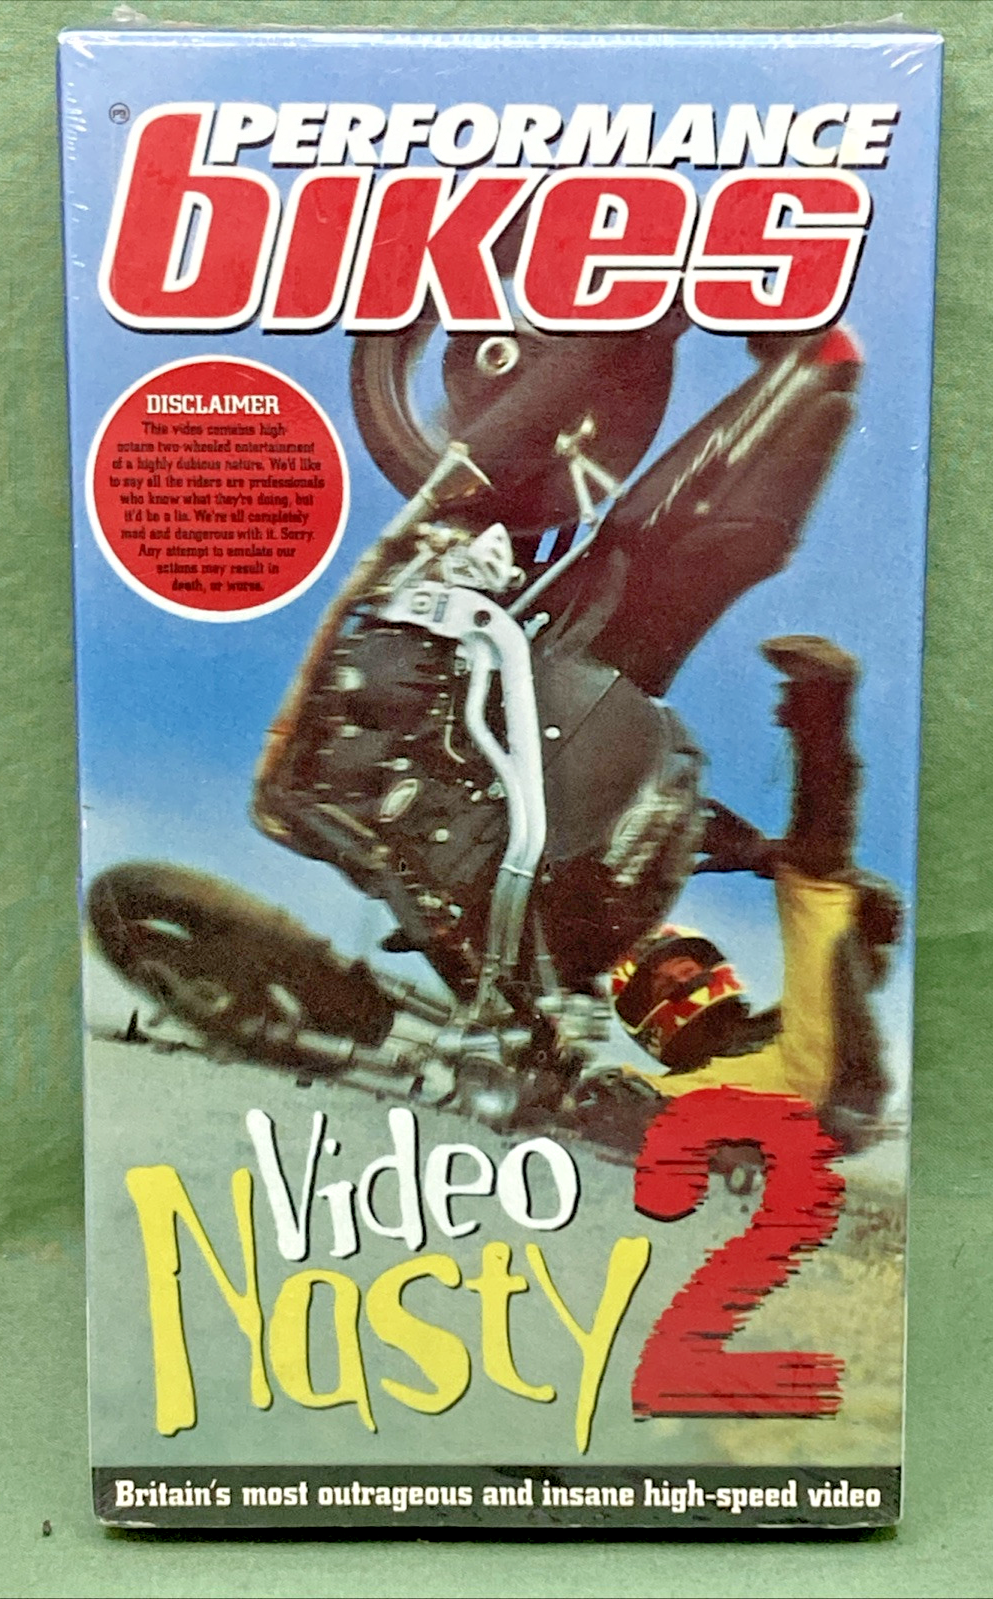 PERFORMANCE
bikes
DISCLAIMER
This video contains high-
octane two-wheeled entertainment
of a highly dubious nature. We'd like
to say all the riders are professionals
who know what they're doing, but
it'd be a lie. We're all completely
mad and dangerous with it. Sorry.
Any attempt to emulate our
actions may result in
death, or worse.
Video
Nasty 2
Britain's most outrageous and insane high-speed video